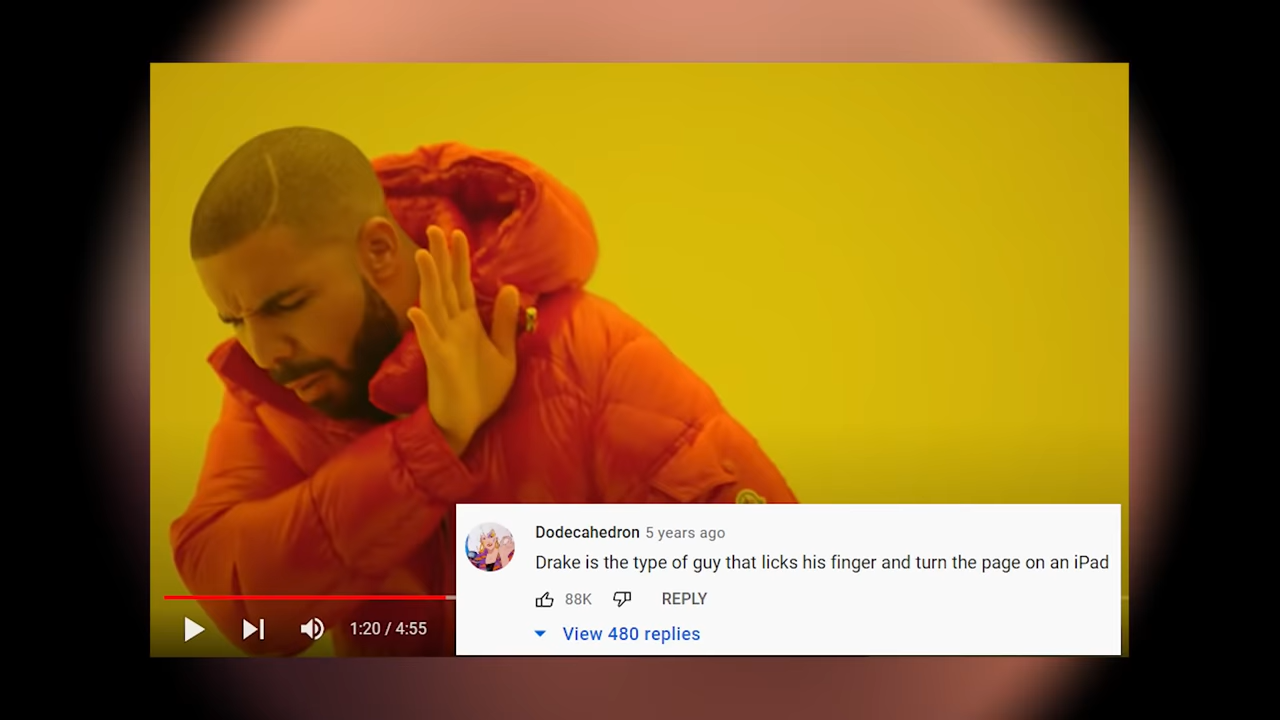 Dodecahedron 5 years ago
Drake is the type of guy that licks his finger and turn the page on an iPad
88K REPLY
View 480 replies
1:20 / 4:55